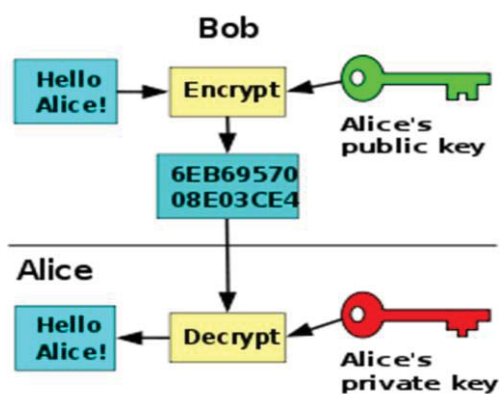 Bob
Hello
Alice!
Encrypt
Alice's
public key
6EB69570
08E03CE4
Alice
Hello
Alice!
Decrypt
Alice's
private key